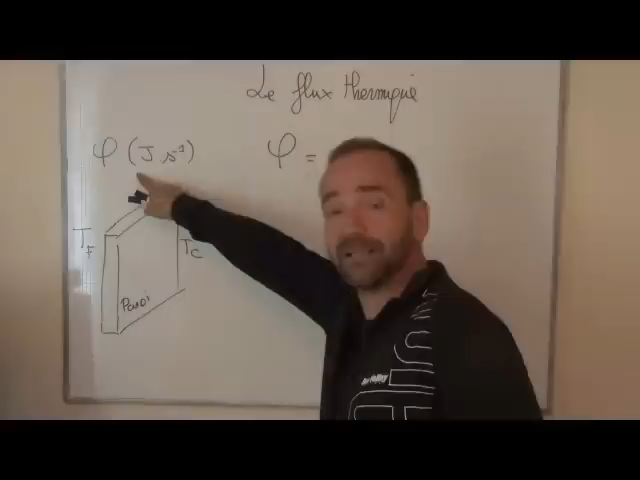 Le flux thermique
φ (J.s⁻¹)
φ =
T_F
T_C
Paroi